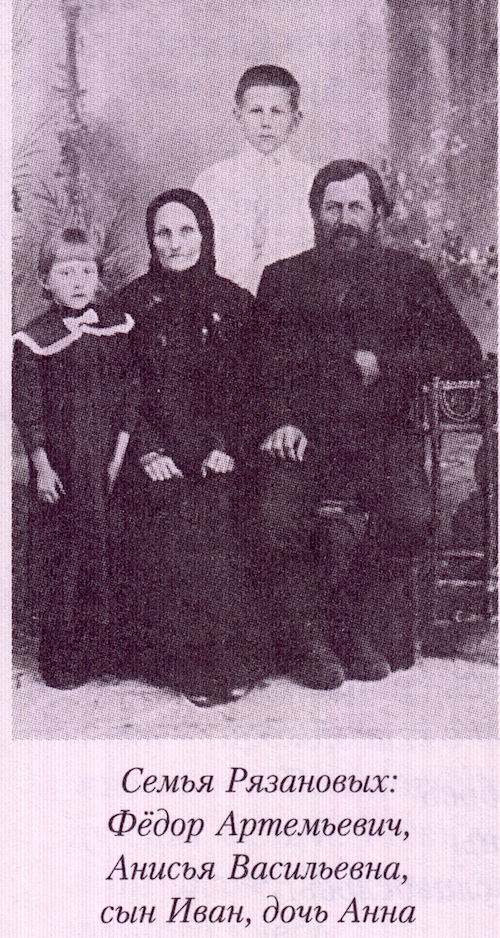 Семья Рязановых:
Фёдор Артемьевич,
Анисья Васильевна,
сын Иван, дочь Анна